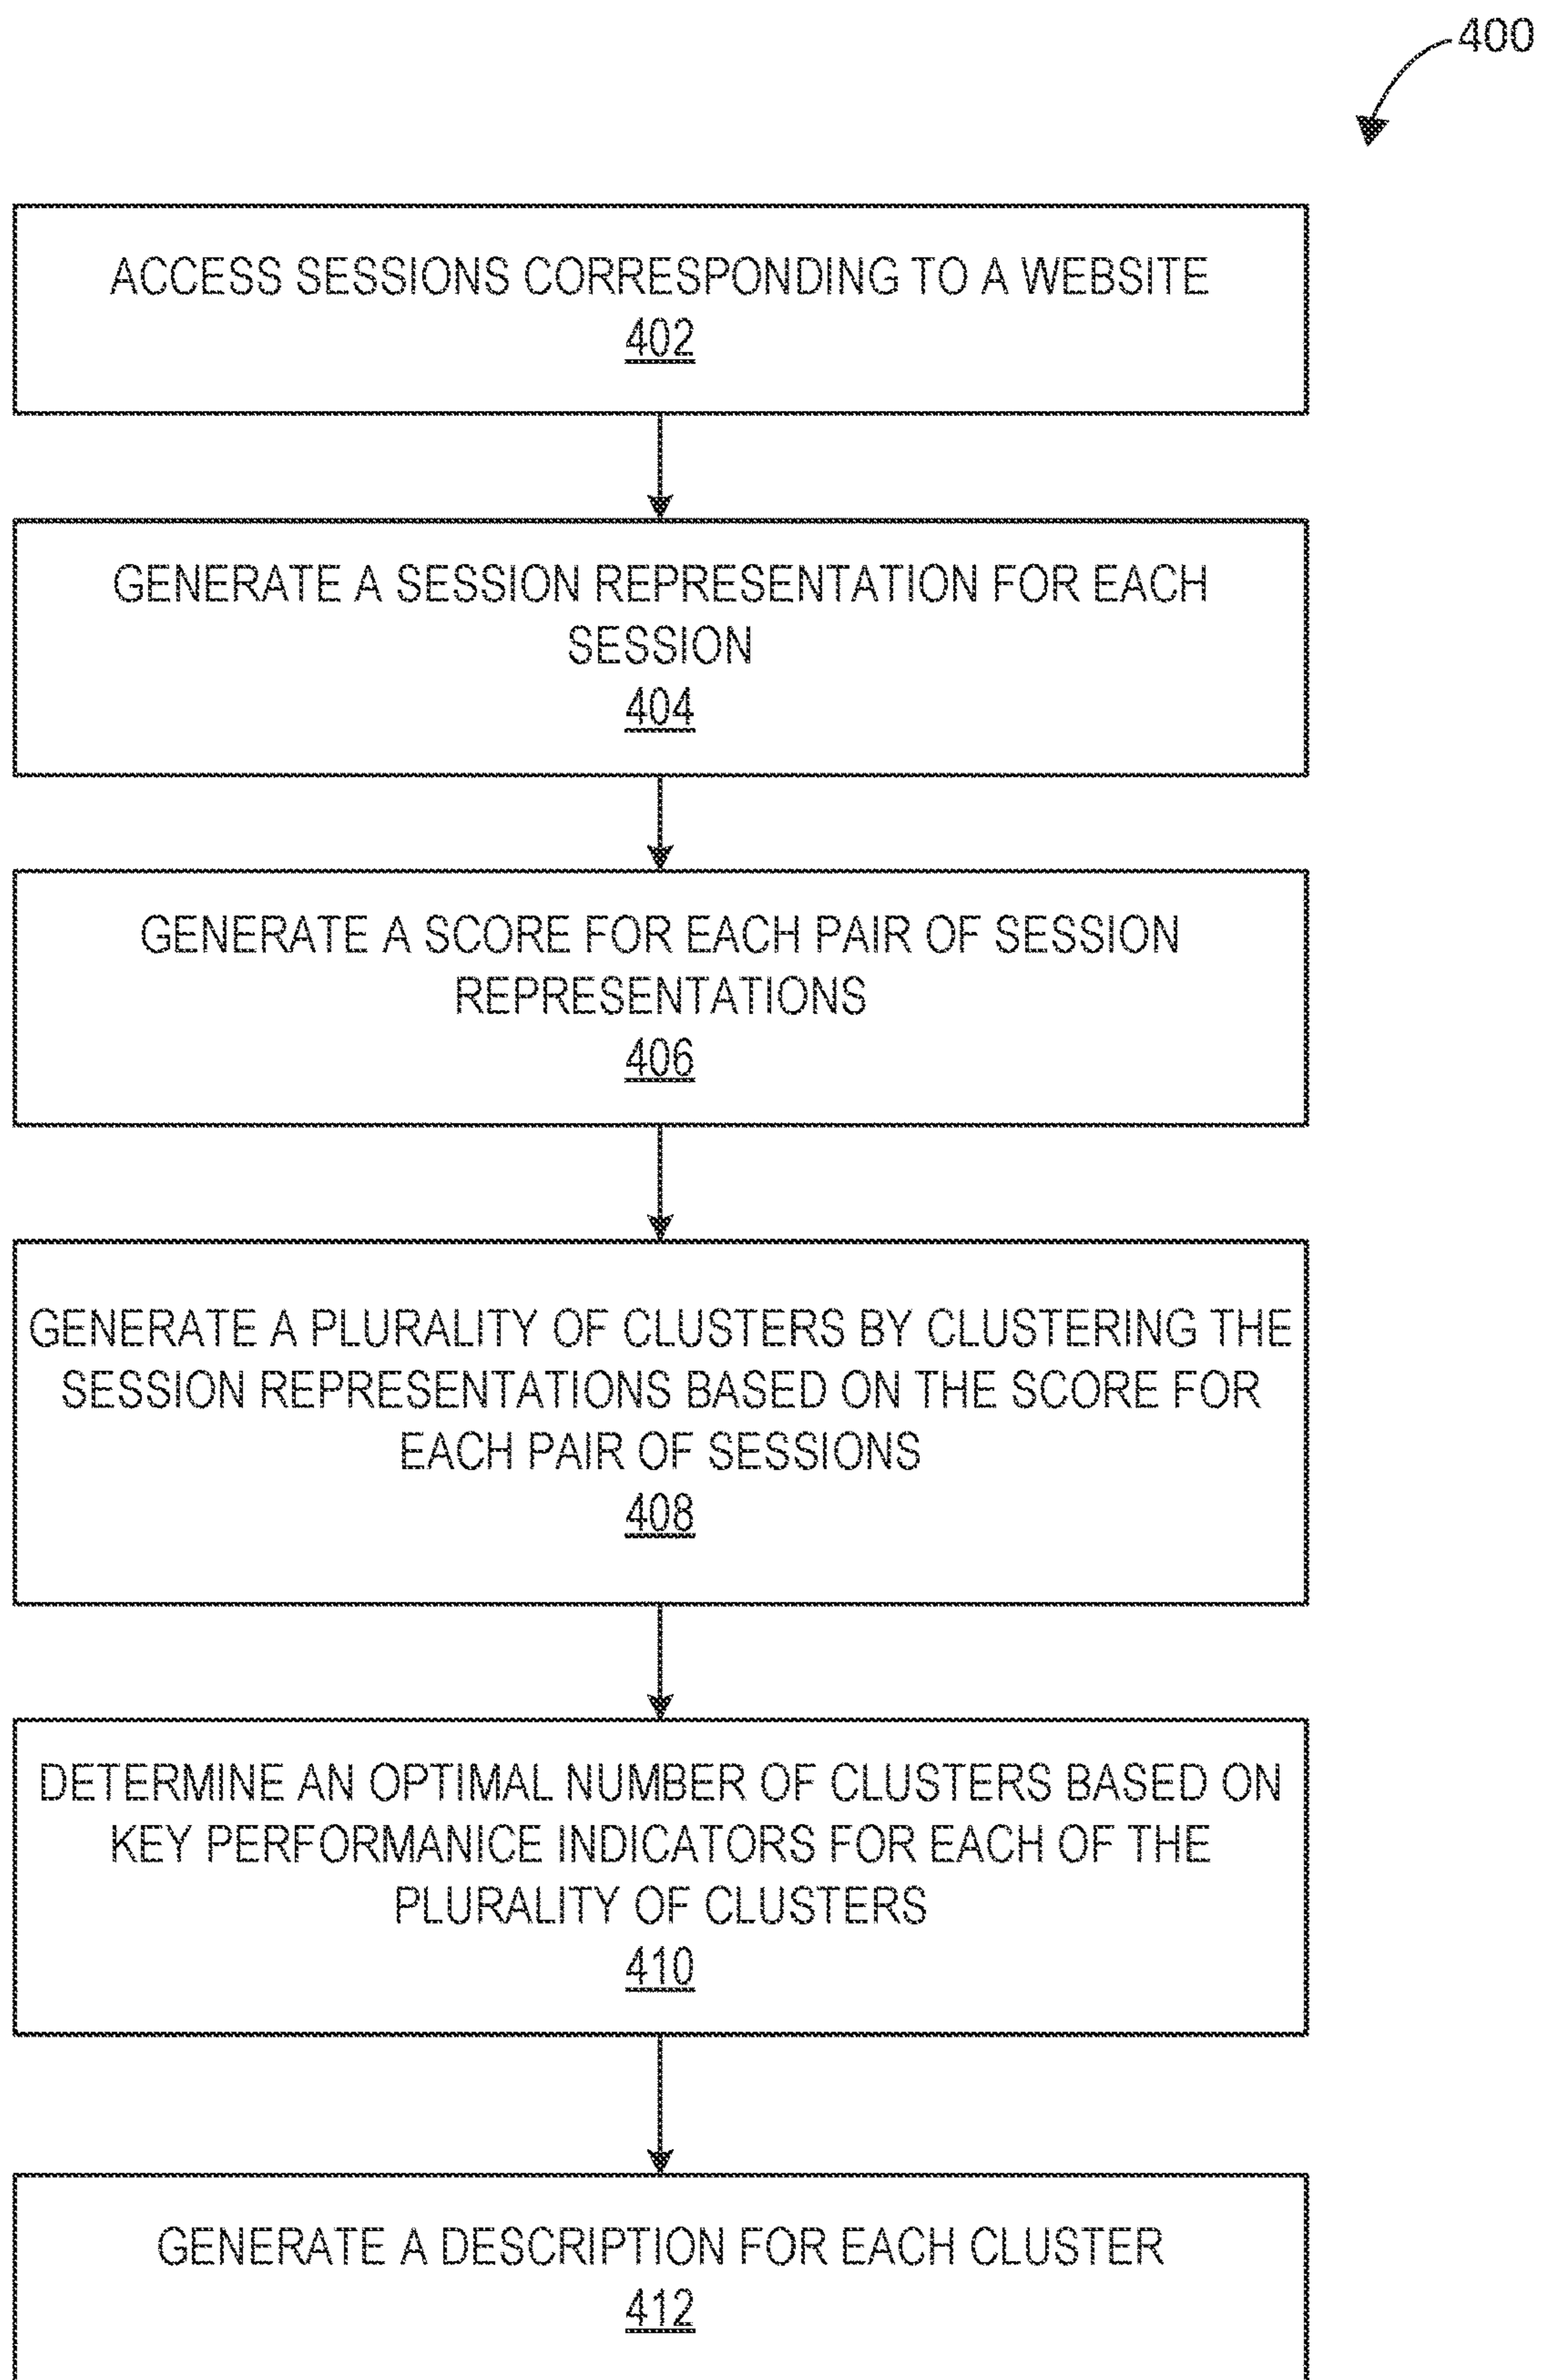 400
ACCESS SESSIONS CORRESPONDING TO A WEBSITE
402
GENERATE A SESSION REPRESENTATION FOR EACH
SESSION
404
GENERATE A SCORE FOR EACH PAIR OF SESSION
REPRESENTATIONS
406
GENERATE A PLURALITY OF CLUSTERS BY CLUSTERING THE
SESSION REPRESENTATIONS BASED ON THE SCORE FOR
EACH PAIR OF SESSIONS
408
DETERMINE AN OPTIMAL NUMBER OF CLUSTERS BASED ON
KEY PERFORMANICE INDICATORS FOR EACH OF THE
PLURALITY OF CLUSTERS
410
GENERATE A DESCRIPTION FOR EACH CLUSTER
412